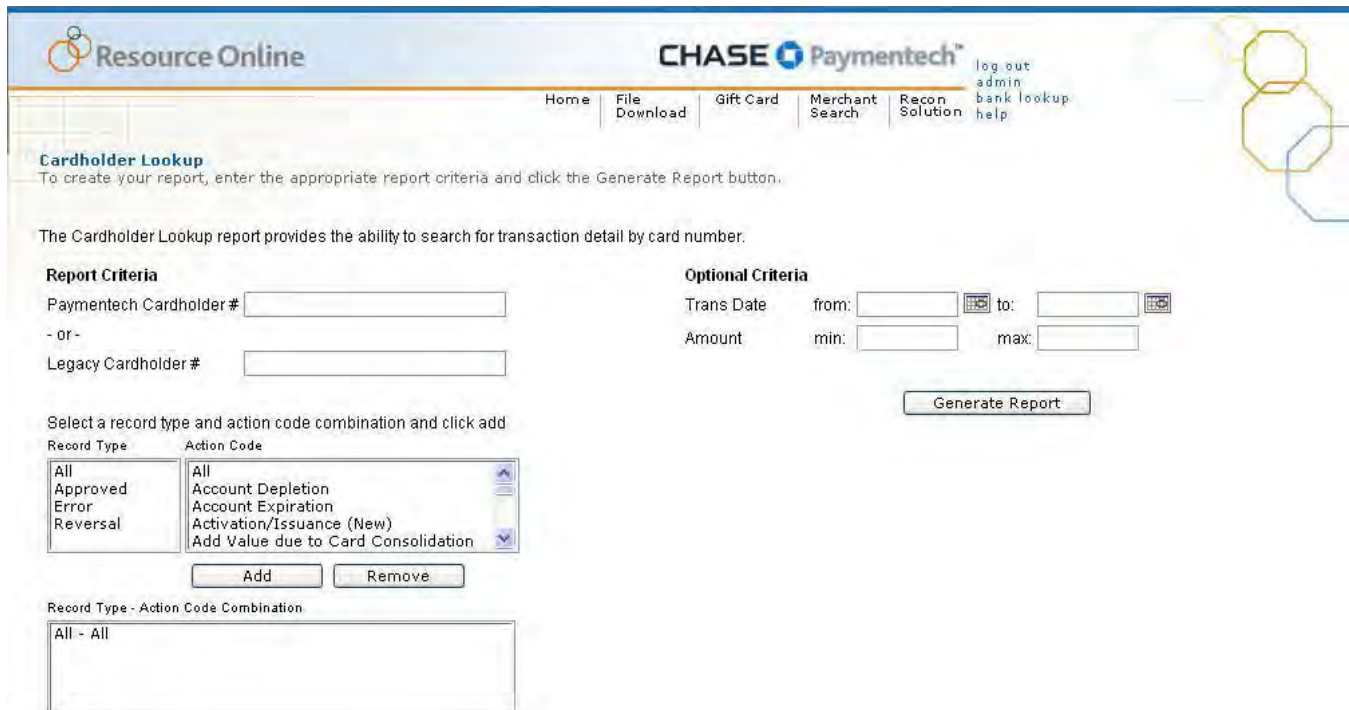 Resource Online
CHASE Paymentech™
log out
admin
bank lookup
help
Home
File Download
Gift Card
Merchant Search
Recon Solution
Cardholder Lookup
To create your report, enter the appropriate report criteria and click the Generate Report button.
The Cardholder Lookup report provides the ability to search for transaction detail by card number.
Report Criteria
Paymentech Cardholder #
- or -
Legacy Cardholder #
Optional Criteria
Trans Date from: to:
Amount min: max:
Generate Report
Select a record type and action code combination and click add
Record Type Action Code
All
Approved
Error
Reversal
All
Account Depletion
Account Expiration
Activation/Issuance (New)
Add Value due to Card Consolidation
Add Remove
Record Type - Action Code Combination
All - All